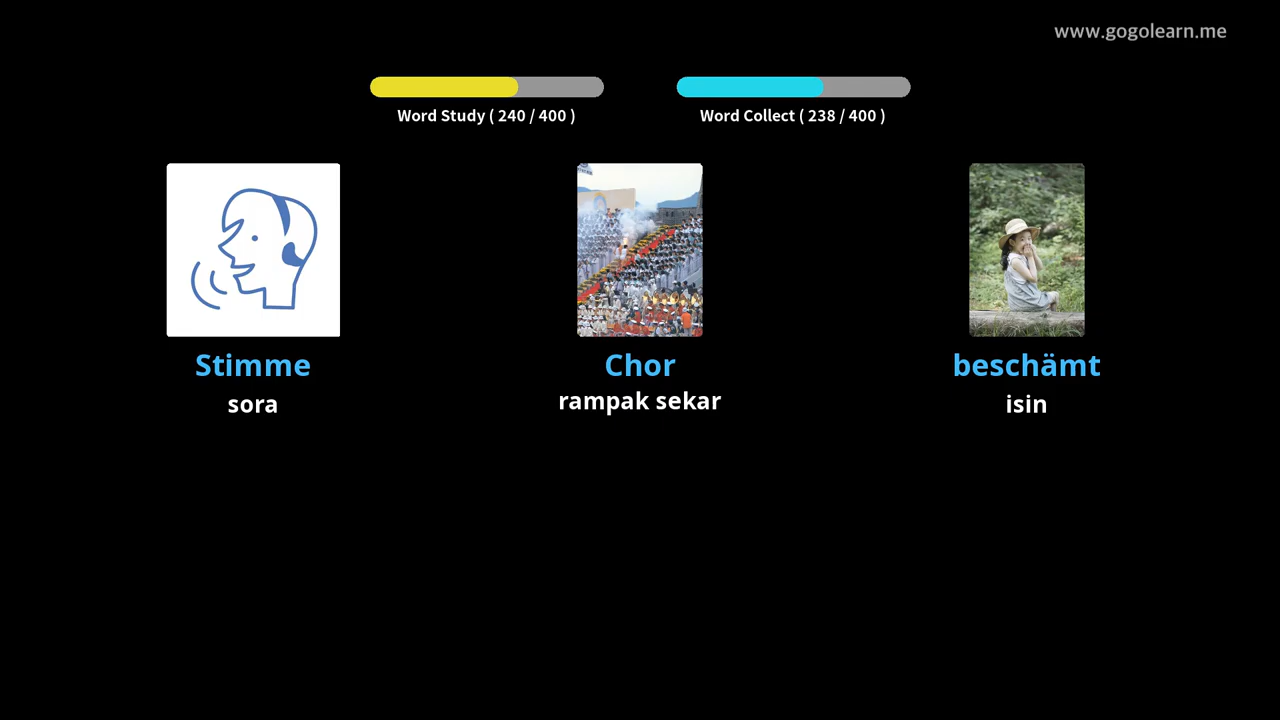 www.gogolearn.me
Word Study ( 240 / 400 )
Word Collect ( 238 / 400 )
Stimme
Chor
beschämt
sora
rampak sekar
isin